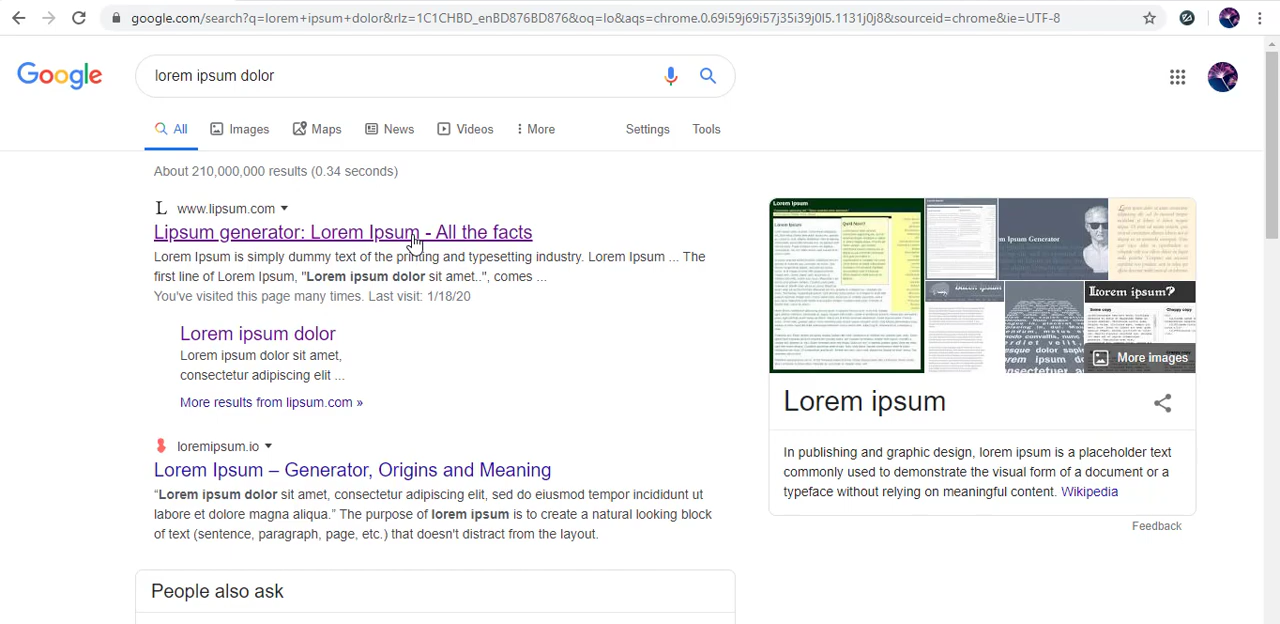 google.com/search?q=lorem+ipsum+dolor&rlz=1C1CHBD_enBD876BD876&oq=lo&aqs=chrome.0.69i59j69i57j35i39j0l5.1131j0j8&sourceid=chrome&ie=UTF-8
Google
lorem ipsum dolor
All Images Maps News Videos More Settings Tools
About 210,000,000 results (0.34 seconds)
L www.lipsum.com
Lipsum generator: Lorem Ipsum - All the facts
Lorem Ipsum is simply dummy text of the printing and typesetting industry. Lorem Ipsum ... The
first line of Lorem Ipsum, "Lorem ipsum dolor sit amet..", comes ...
You've visited this page many times. Last visit: 1/18/20
Lorem ipsum dolor
Lorem ipsum dolor sit amet,
consectetur adipiscing elit ...
More results from lipsum.com »
loremipsum.io
Lorem Ipsum – Generator, Origins and Meaning
“Lorem ipsum dolor sit amet, consectetur adipiscing elit, sed do eiusmod tempor incididunt ut
labore et dolore magna aliqua.” The purpose of lorem ipsum is to create a natural looking block
of text (sentence, paragraph, page, etc.) that doesn't distract from the layout.
People also ask
Lorem Ipsum
Lorem ipsum?
More images
Lorem ipsum
In publishing and graphic design, lorem ipsum is a placeholder text
commonly used to demonstrate the visual form of a document or a
typeface without relying on meaningful content. Wikipedia
Feedback